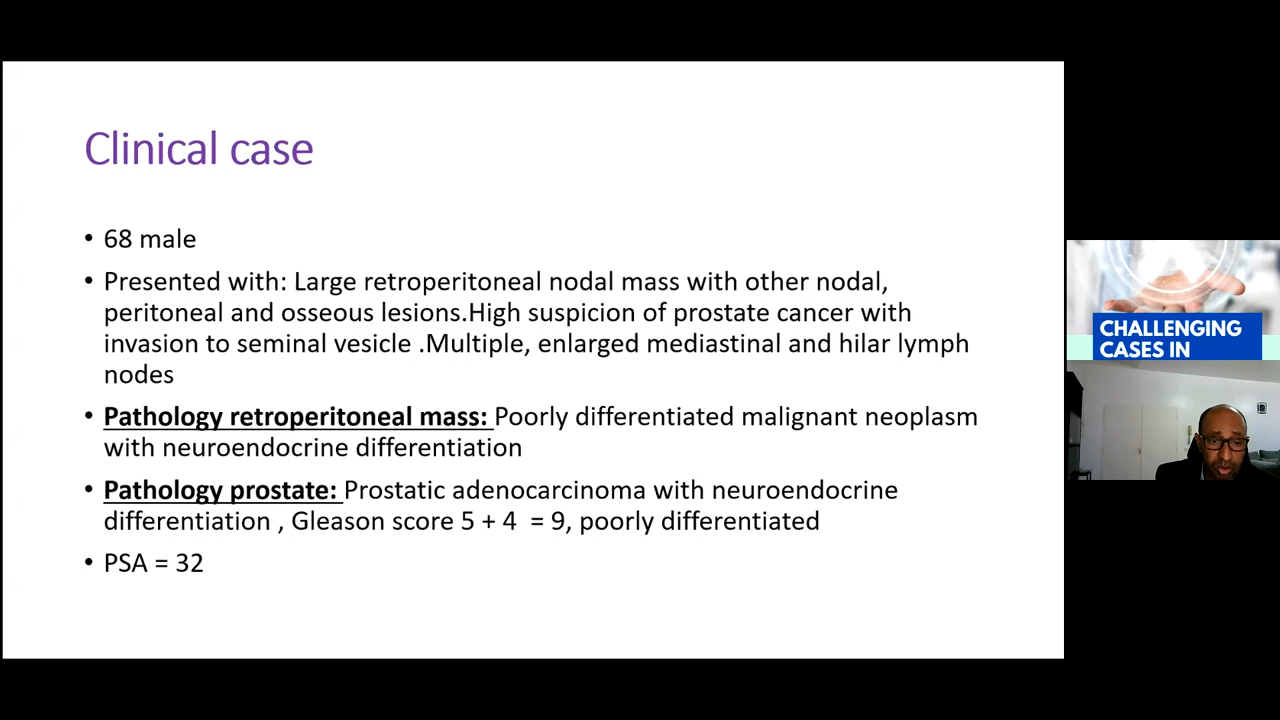 Clinical case
• 68 male
• Presented with: Large retroperitoneal nodal mass with other nodal,
peritoneal and osseous lesions.High suspicion of prostate cancer with
invasion to seminal vesicle .Multiple, enlarged mediastinal and hilar lymph
nodes
• Pathology retroperitoneal mass: Poorly differentiated malignant neoplasm
with neuroendocrine differentiation
• Pathology prostate: Prostatic adenocarcinoma with neuroendocrine
differentiation , Gleason score 5 + 4 = 9, poorly differentiated
• PSA = 32
CHALLENGING
CASES IN